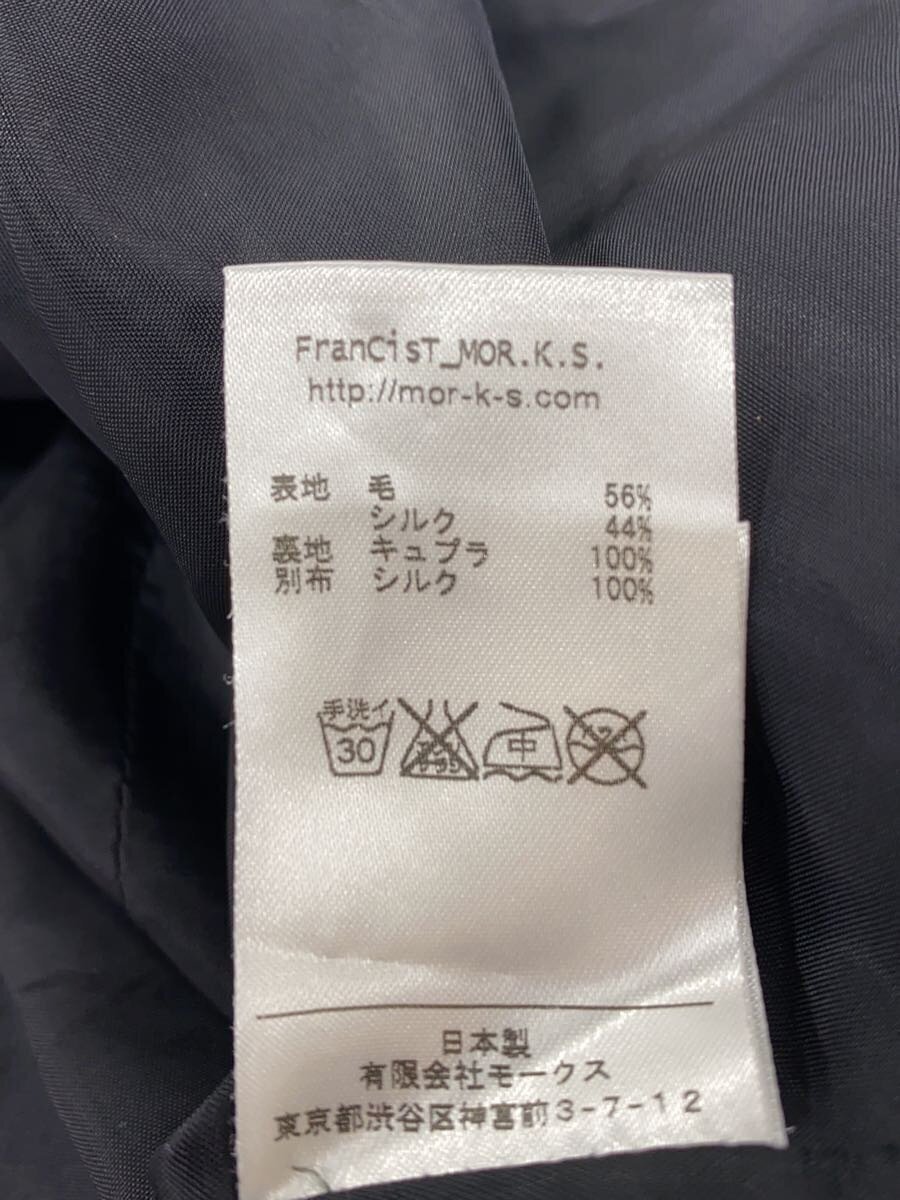 FranCisT_MOR.K.S.
http://mor-k-s.com
表地 毛 56%
シルク 44%
裏地 キュプラ 100%
別布 シルク 100%
手洗イ
30 中
日本製
有限会社モークス
東京都渋谷区神宮前3-7-12